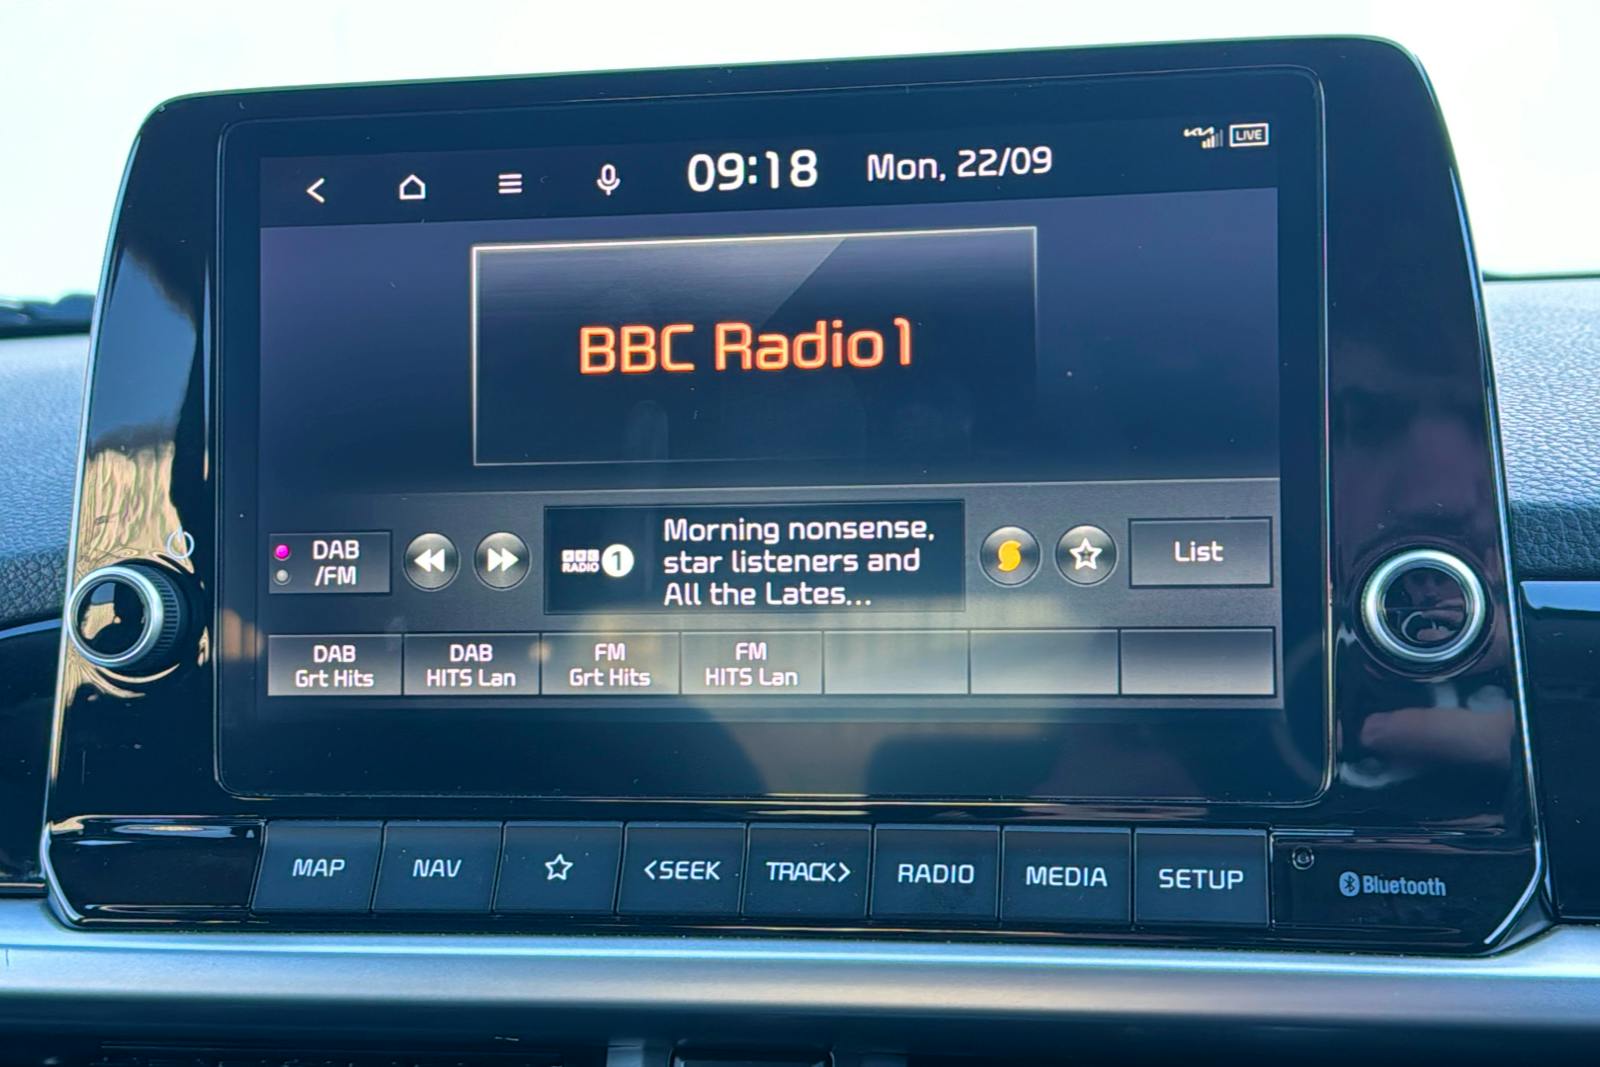 09:18
Mon, 22/09
KIA
LIVE
BBC Radio 1
DAB
/FM
BBC
RADIO 1
Morning nonsense,
star listeners and
All the Lates...
List
DAB
Grt Hits
DAB
HITS Lan
FM
Grt Hits
FM
HITS Lan
MAP
NAV
<SEEK
TRACK>
RADIO
MEDIA
SETUP
Bluetooth